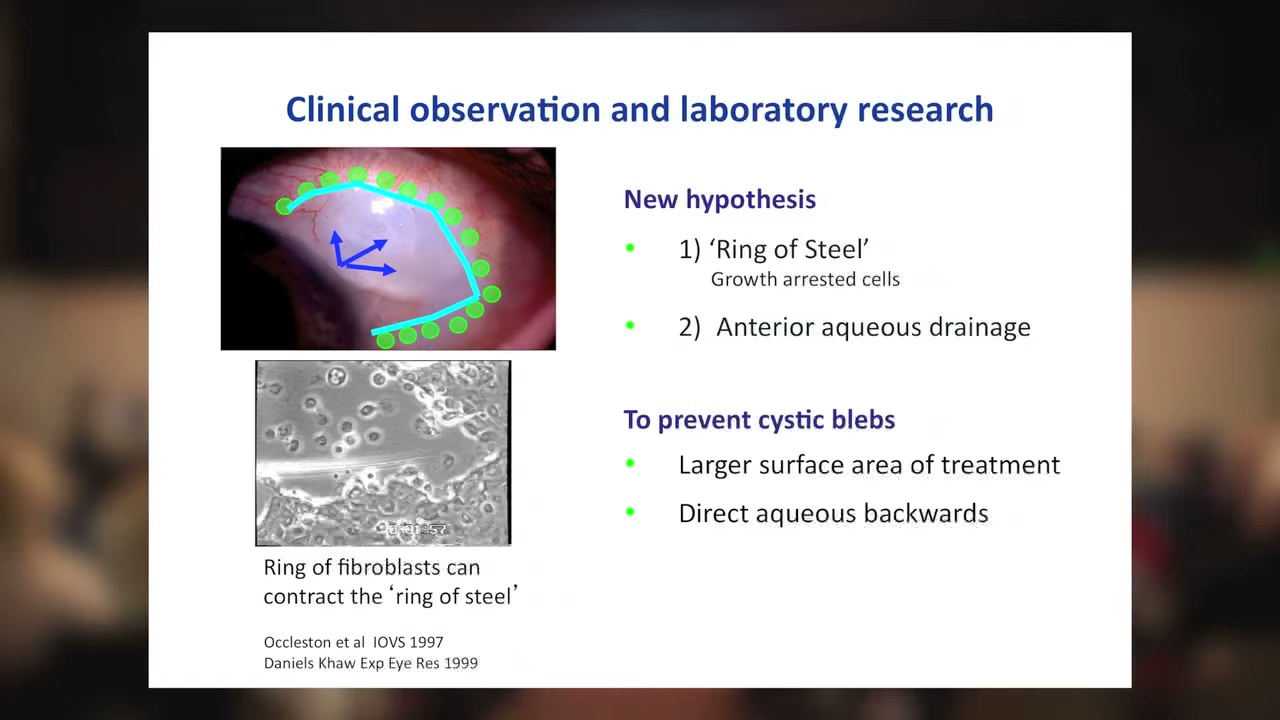 Clinical observation and laboratory research
New hypothesis
• 1) ‘Ring of Steel’
Growth arrested cells
• 2) Anterior aqueous drainage
To prevent cystic blebs
• Larger surface area of treatment
• Direct aqueous backwards
Ring of fibroblasts can
contract the ‘ring of steel’
Occleston et al IOVS 1997
Daniels Khaw Exp Eye Res 1999